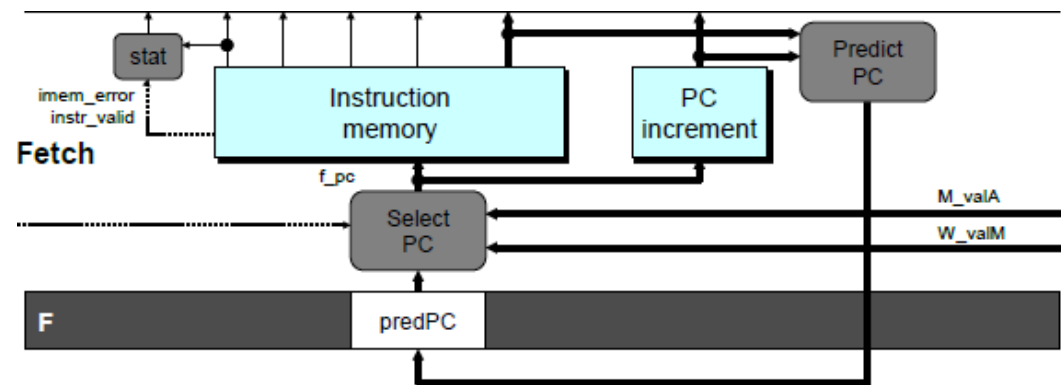 stat
Predict
PC
Instruction
memory
PC
increment
imem_error
instr_valid
Fetch
f_pc
Select
PC
M_valA
W_valM
F
predPC